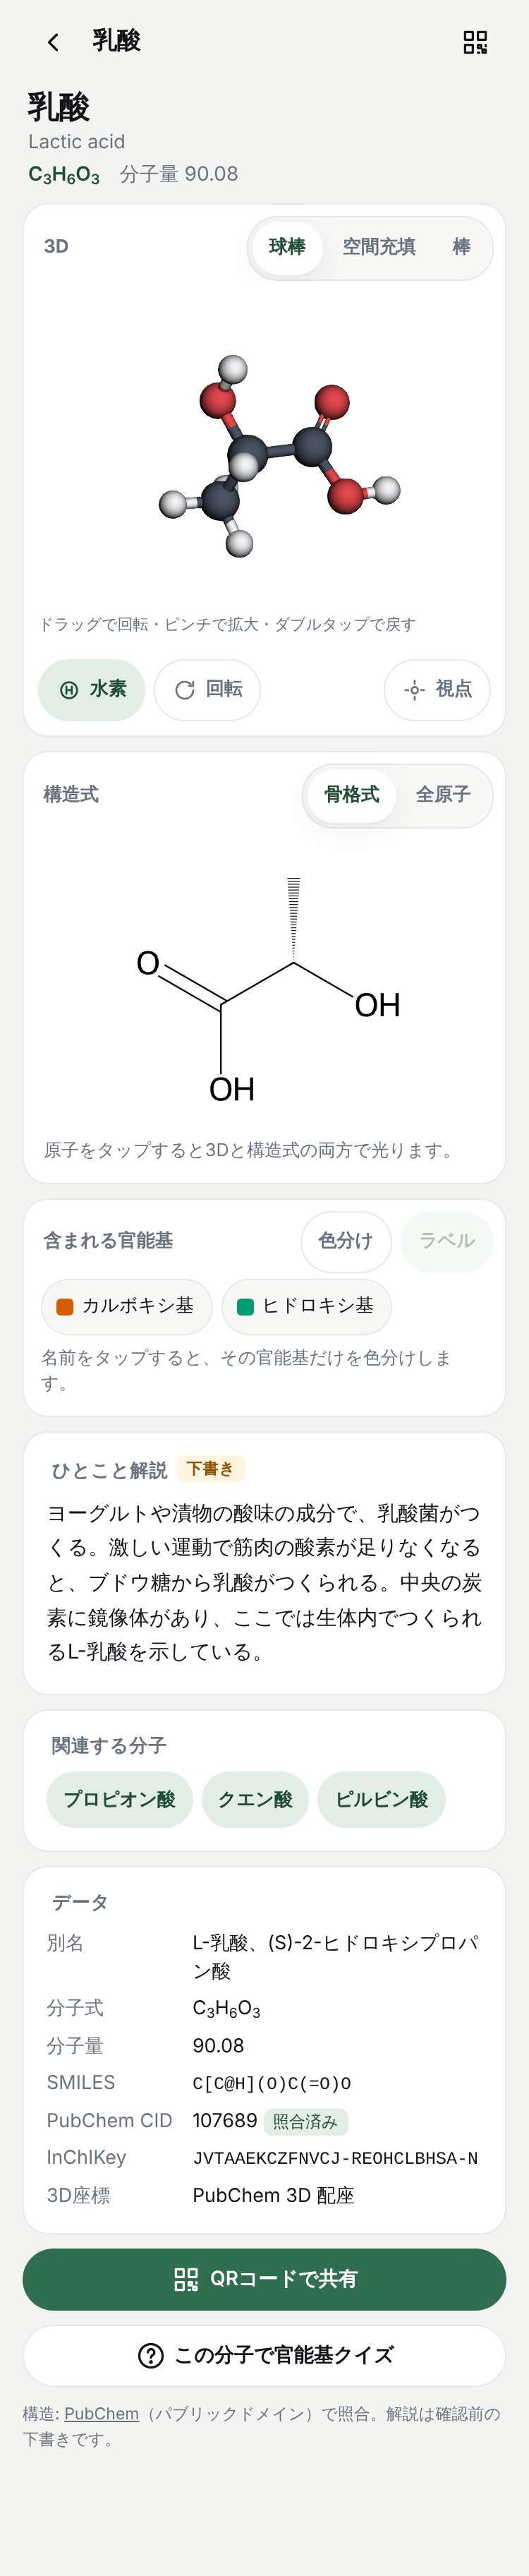 乳酸
乳酸
Lactic acid
C₃H₆O₃ 分子量 90.08
3D 球棒 空間充填 棒
ドラッグで回転・ピンチで拡大・ダブルタップで戻す
H 水素 回転 視点
構造式 骨格式 全原子
O
OH
OH
原子をタップすると3Dと構造式の両方で光ります。
含まれる官能基 色分け ラベル
カルボキシ基 ヒドロキシ基
名前をタップすると、その官能基だけを色分けしま
す。
ひとこと解説 下書き
ヨーグルトや漬物の酸味の成分で、乳酸菌がつ
くる。激しい運動で筋肉の酸素が足りなくなる
と、ブドウ糖から乳酸がつくられる。中央の炭
素に鏡像体があり、ここでは生体内でつくられ
るL-乳酸を示している。
関連する分子
プロピオン酸 クエン酸 ピルビン酸
データ
別名 L-乳酸、(S)-2-ヒドロキシプロパ
ン酸
分子式 C₃H₆O₃
分子量 90.08
SMILES C[C@H](O)C(=O)O
PubChem CID 107689 照合済み
InChIKey JVTAAEKCZFNVCJ-REOHCLBHSA-N
3D座標 PubChem 3D 配座
QRコードで共有
この分子で官能基クイズ
構造: PubChem（パブリックドメイン）で照合。解説は確認前の
下書きです。